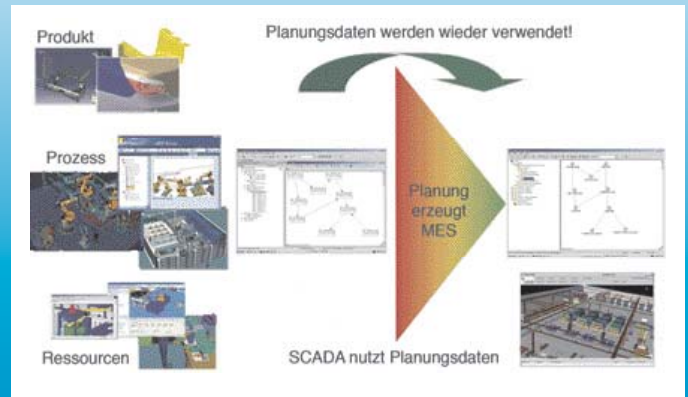 Produkt
Planungsdaten werden wieder verwendet!
Prozess
Planung
erzeugt
MES
Ressourcen
SCADA nutzt Planungsdaten